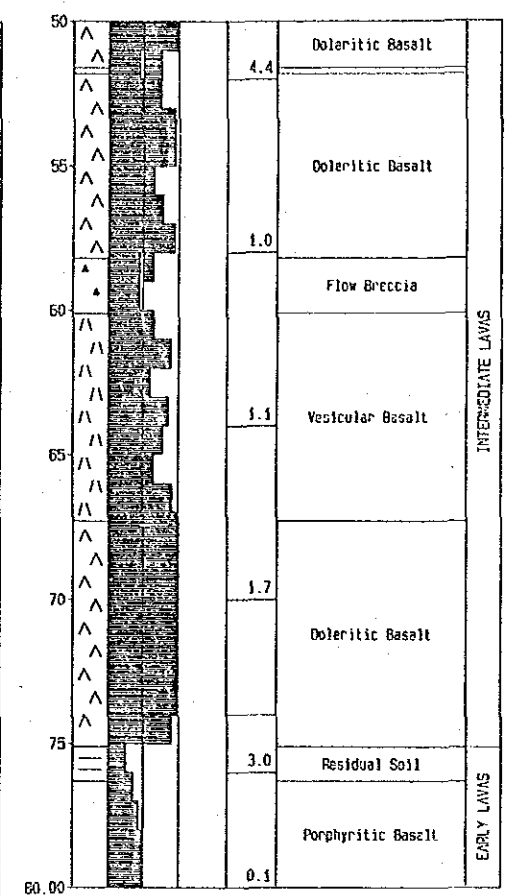 50
Doleritic Basalt
4.4
55
Doleritic Basalt
1.0
Flow Breccia
60
Vesicular Basalt
1.1
INTERMEDIATE LAVAS
1.7
70
Doleritic Basalt
75
3.0
Residual Soil
Porphyritic Basalt
EARLY LAVAS
0.1
80.00
65